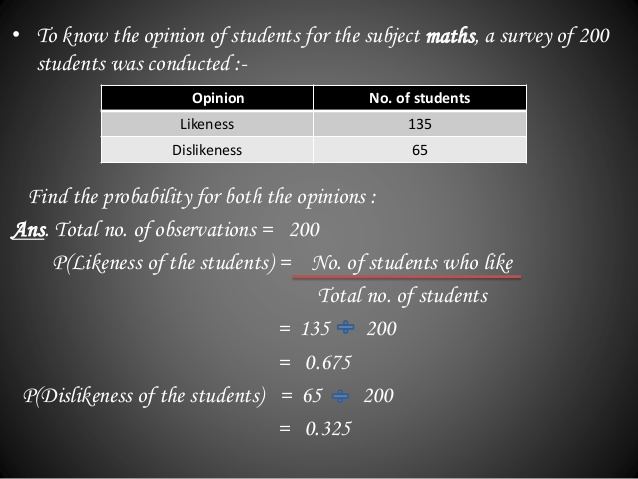 • To know the opinion of students for the subject maths, a survey of 200
students was conducted :-
Opinion No. of students
Likeness 135
Dislikeness 65
Find the probability for both the opinions :
Ans. Total no. of observations = 200
P(Likeness of the students) = No. of students who like
Total no. of students
= 135 ÷ 200
= 0.675
P(Dislikeness of the students) = 65 ÷ 200
= 0.325